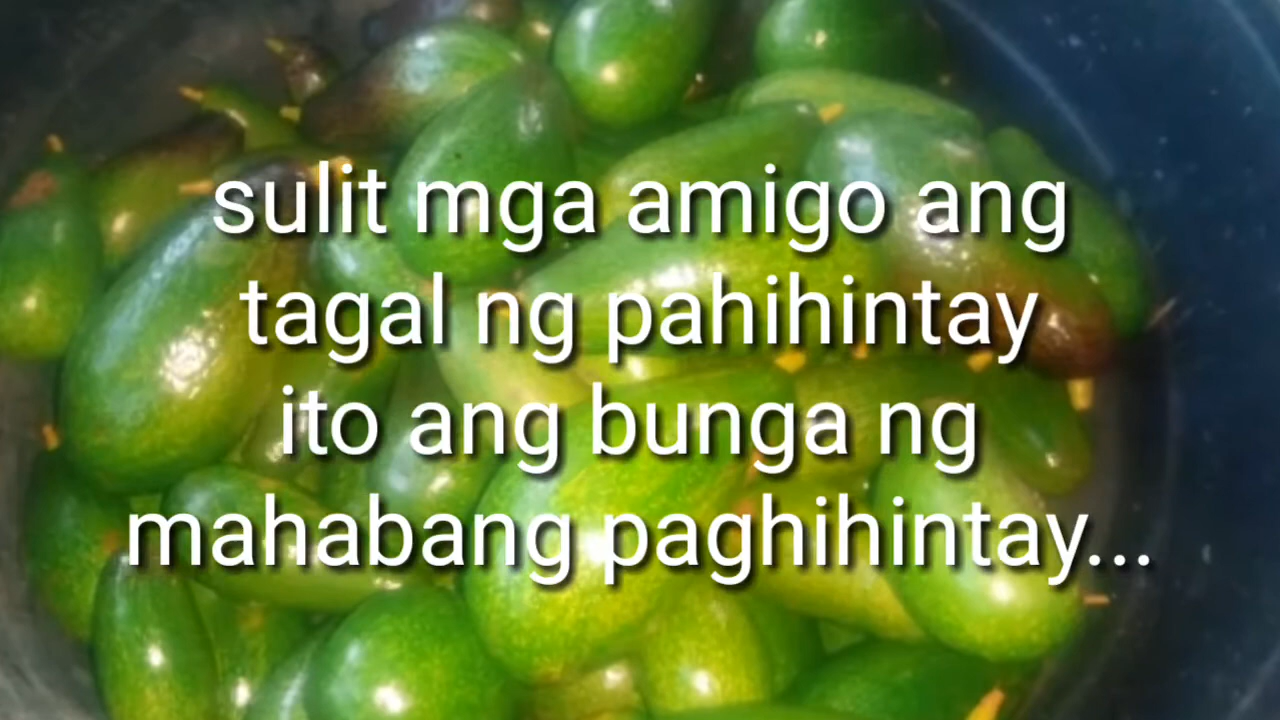 sulit mga amigo ang
tagal ng pahihintay
ito ang bunga ng
mahabang paghihintay...